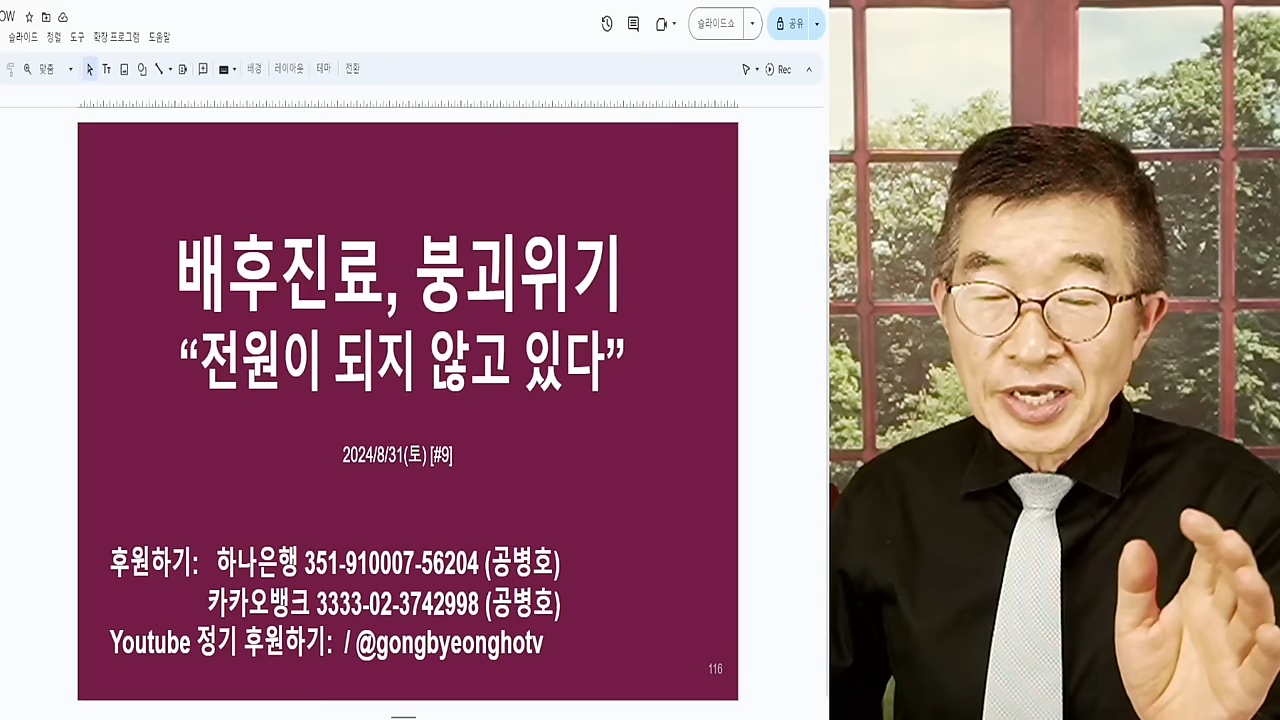 OW
슬라이드 정렬 도구 확장 프로그램 도움말
슬라이드쇼
공유
맞춤
배경
레이아웃
테마
전환
Rec
배후진료, 붕괴위기
“전원이 되지 않고 있다”
2024/8/31(토) [#9]
후원하기: 하나은행 351-910007-56204 (공병호)
카카오뱅크 3333-02-3742998 (공병호)
Youtube 정기 후원하기: / @gongbyeonghotv
116